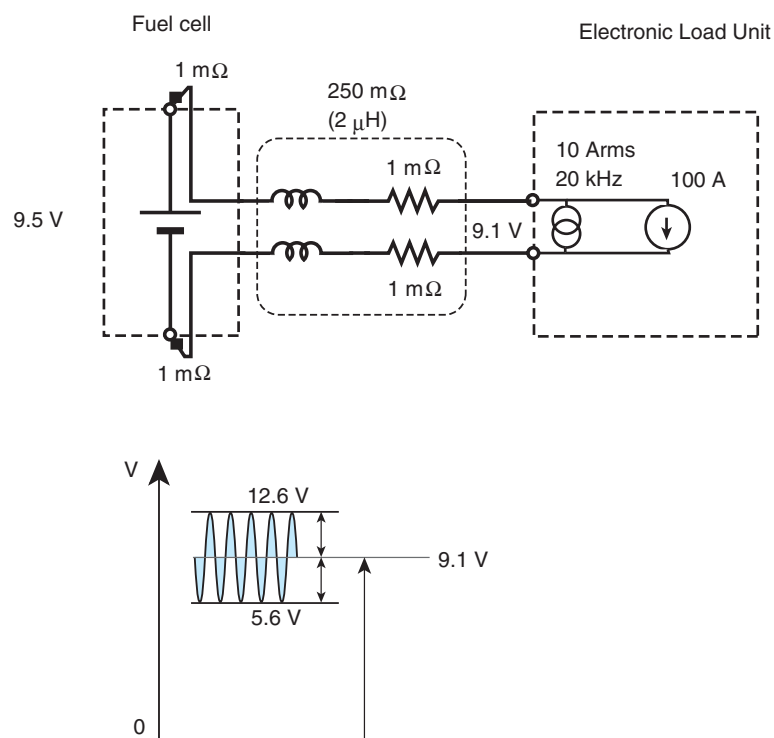 Fuel cell
Electronic Load Unit
1 mΩ
250 mΩ
(2 μH)
1 mΩ
10 Arms
20 kHz
100 A
9.5 V
9.1 V
1 mΩ
1 mΩ
V
12.6 V
9.1 V
5.6 V
0